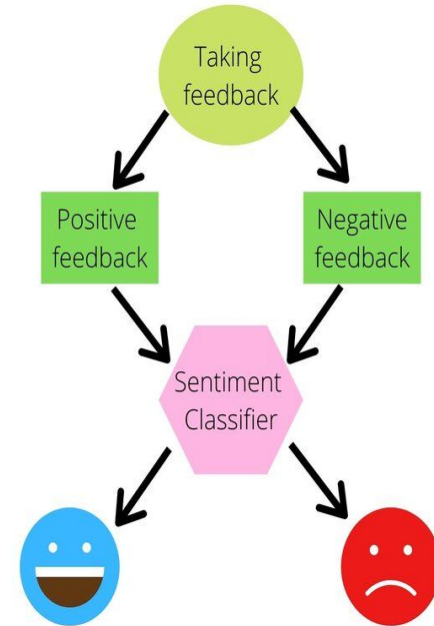 Taking
feedback
Positive
feedback
Negative
feedback
Sentiment
Classifier